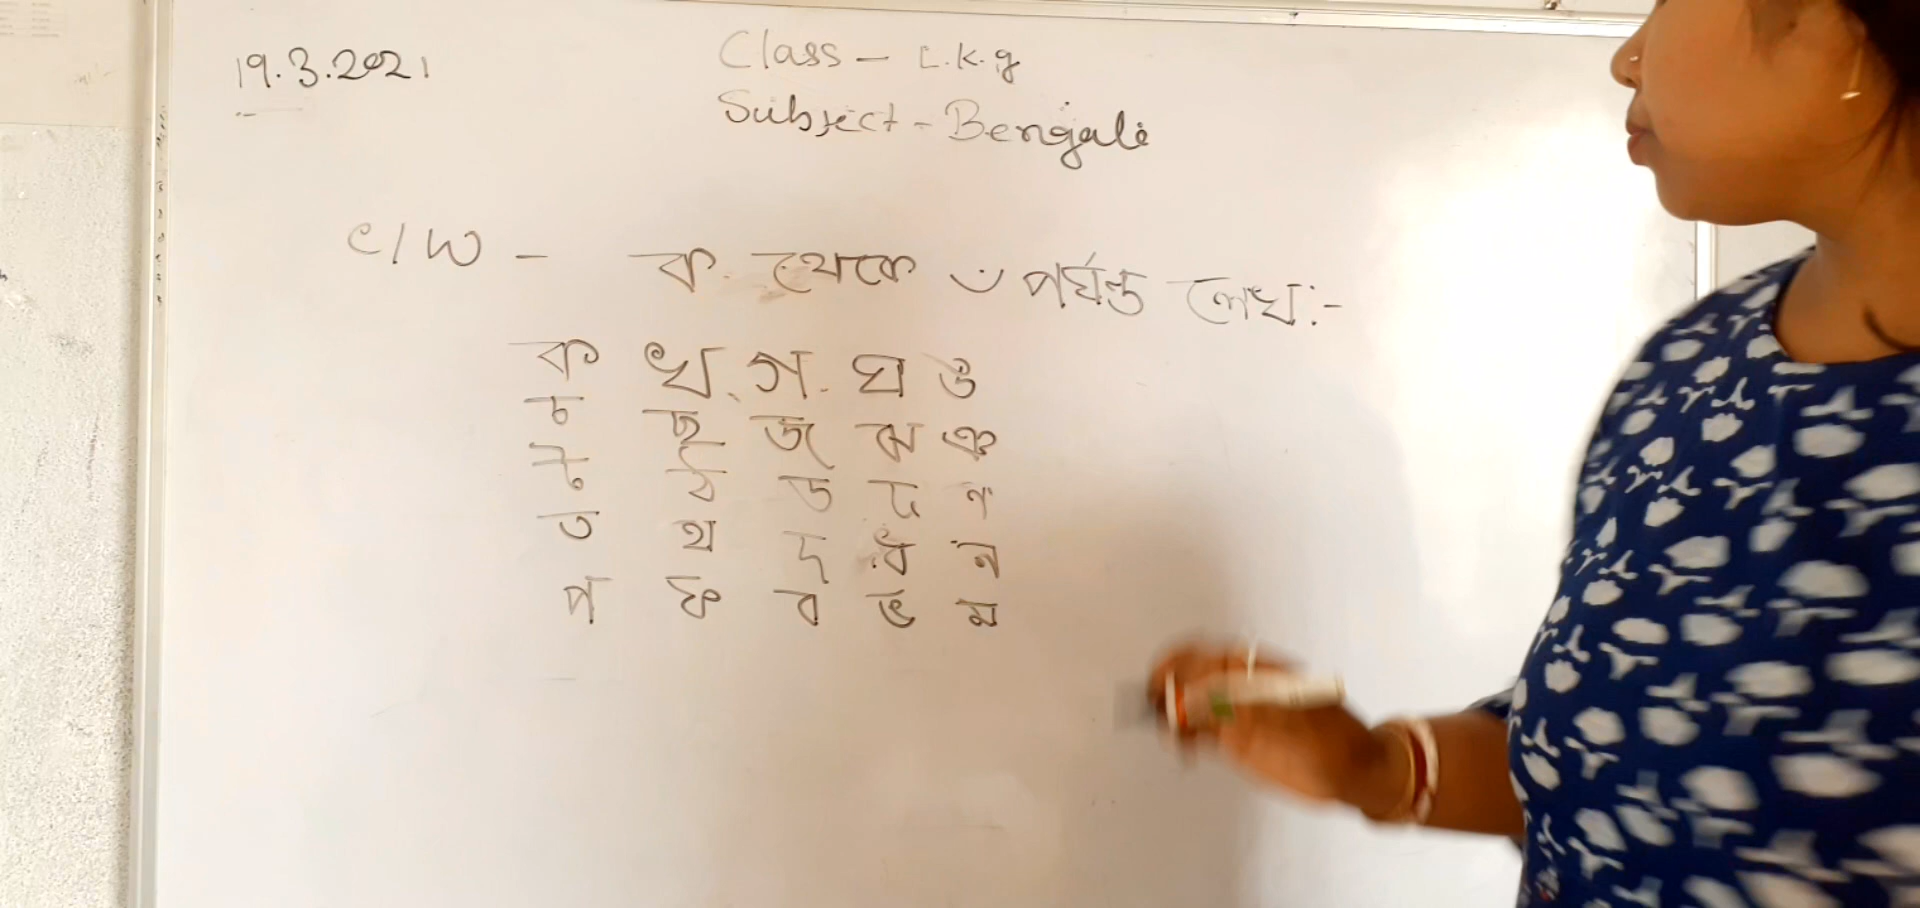 19.3.2021
Class - L.k.g
Subject - Bengali
C/W - ক থেকে ঁ পর্যন্ত লেখ:-
ক খ গ ঘ ঙ
চ ছ জ ঝ ঞ
ট ঠ ড ঢ ণ
ত থ দ ধ ন
প ফ ব ভ ম